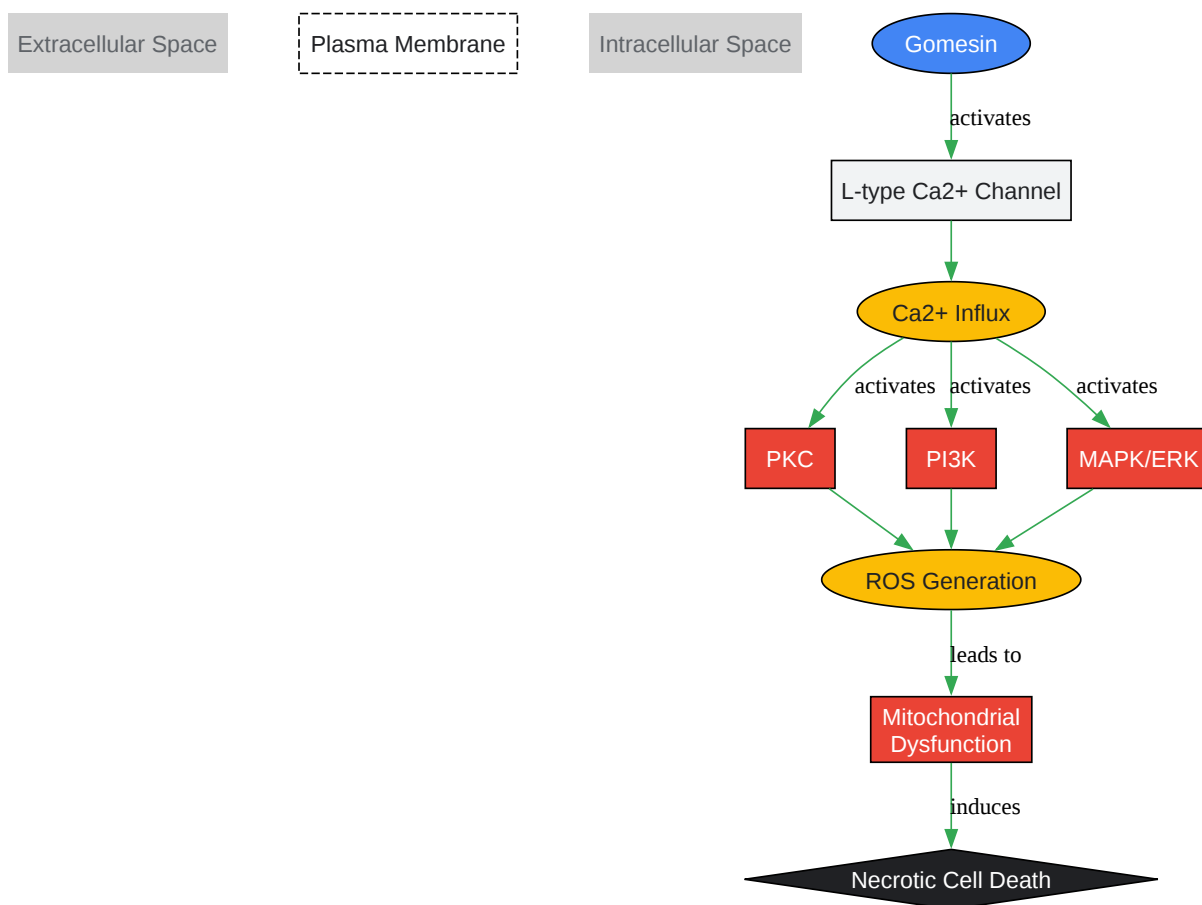 Extracellular Space
Plasma Membrane
Intracellular Space
Gomesin
activates
L-type Ca2+ Channel
Ca2+ Influx
activates
activates
activates
PKC
PI3K
MAPK/ERK
ROS Generation
leads to
Mitochondrial
Dysfunction
induces
Necrotic Cell Death